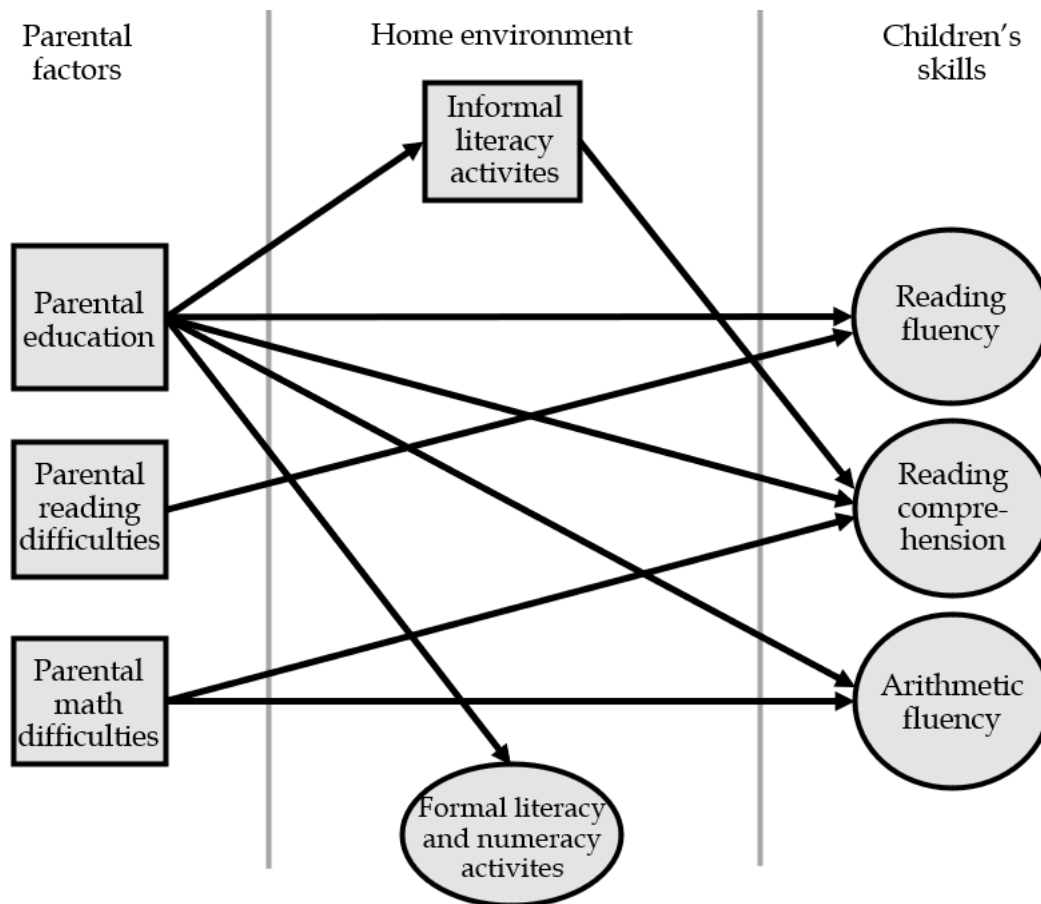 Parental
factors
Home environment
Children's
skills
Informal
literacy
activites
Parental
education
Reading
fluency
Parental
reading
difficulties
Reading
compre-
hension
Parental
math
difficulties
Arithmetic
fluency
Formal literacy
and numeracy
activites